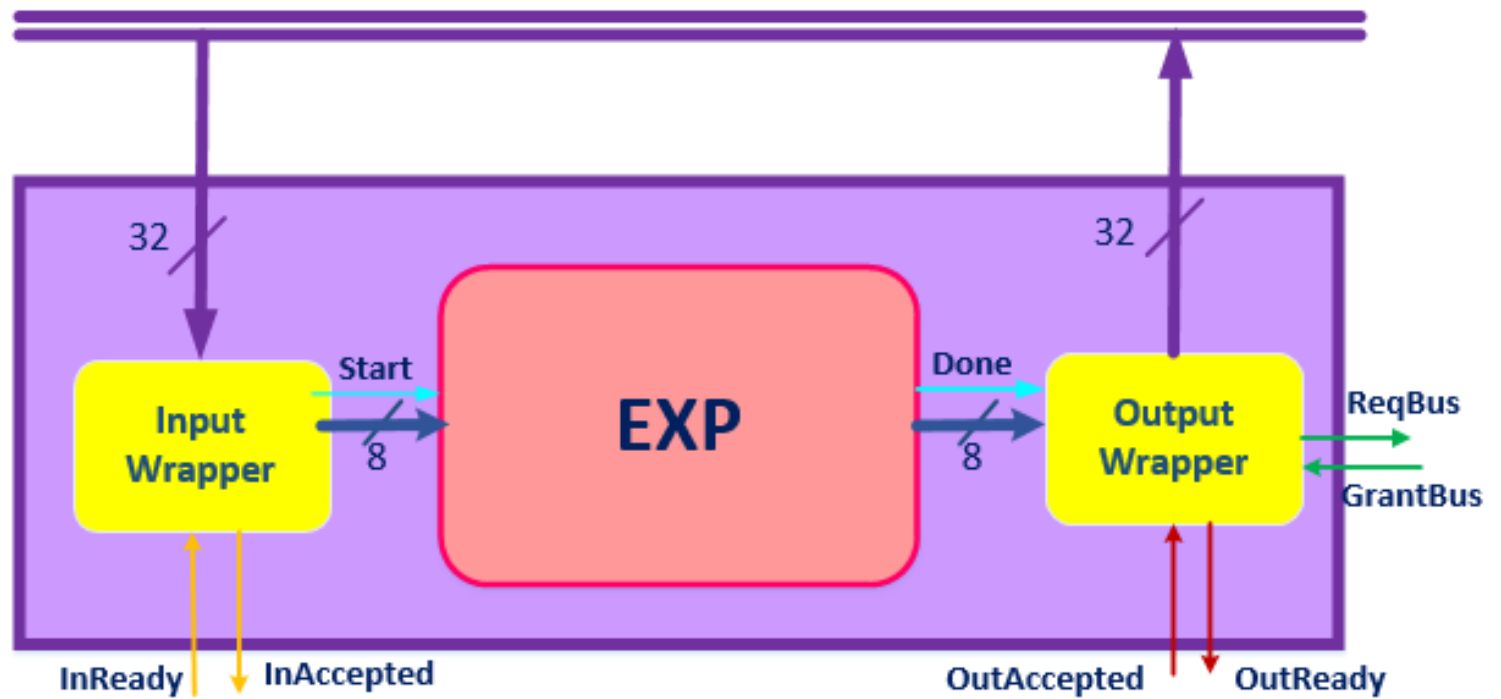 32
32
Start
Done
8
8
Input
Wrapper
EXP
Output
Wrapper
ReqBus
GrantBus
InReady
InAccepted
OutAccepted
OutReady